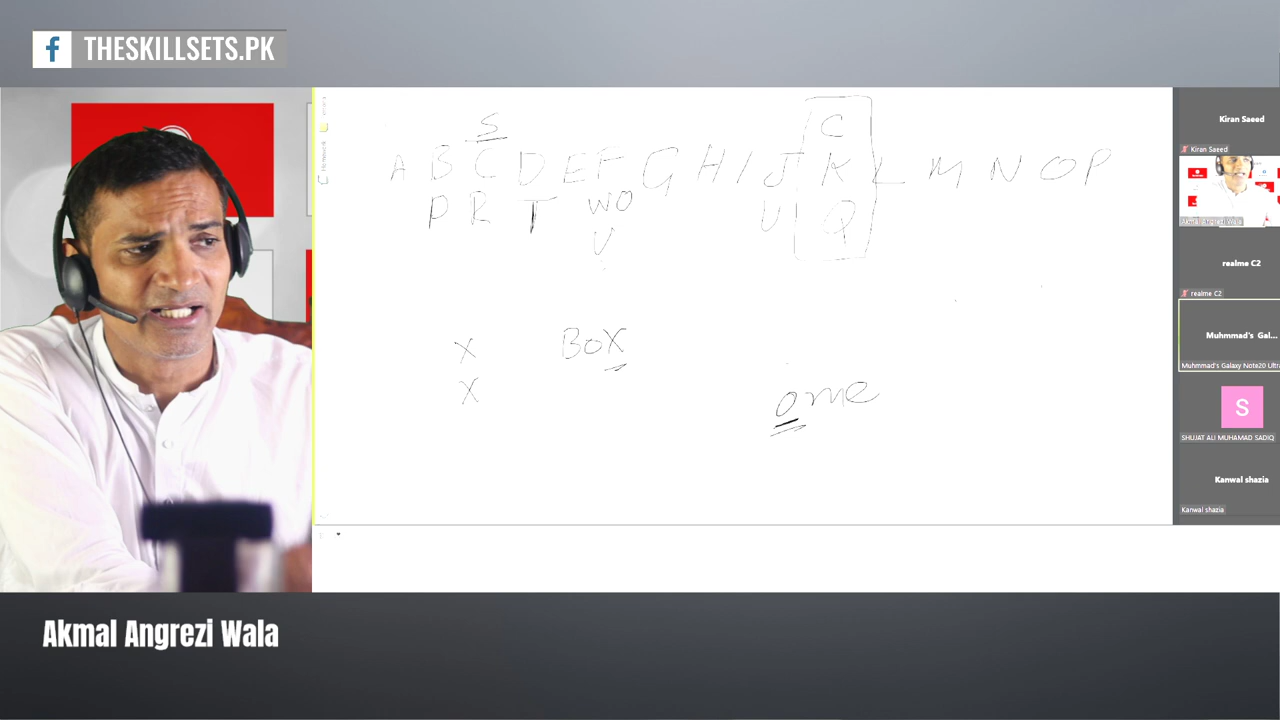 f THESKILLSETS.PK
S C
A B C D E F G H I J K L M N O P
P R T WO U Q
V
X BOX
X
ome
Kiran Saeed
Kiran Saeed
realme C2
realme C2
Muhmmad's Gal...
Muhmmad's Galaxy Note20 Ultra
S
SHUJAT ALI MUHAMAD SADIQ
Kanwal shazia
Kanwal shazia
Akmal Angrezi Wala